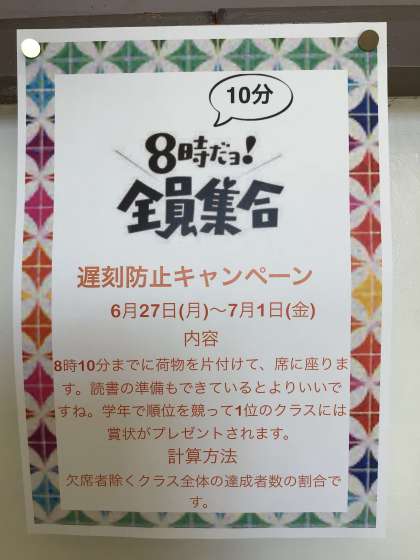 10分
8時だョ!
全員集合
遅刻防止キャンペーン
6月27日(月)〜7月1日(金)
内容
8時10分までに荷物を片付けて、席に座りま
す。読書の準備もできているとよりいいで
すね。学年で順位を競って1位のクラスには
賞状がプレゼントされます。
計算方法
欠席者除くクラス全体の達成者数の割合で
す。